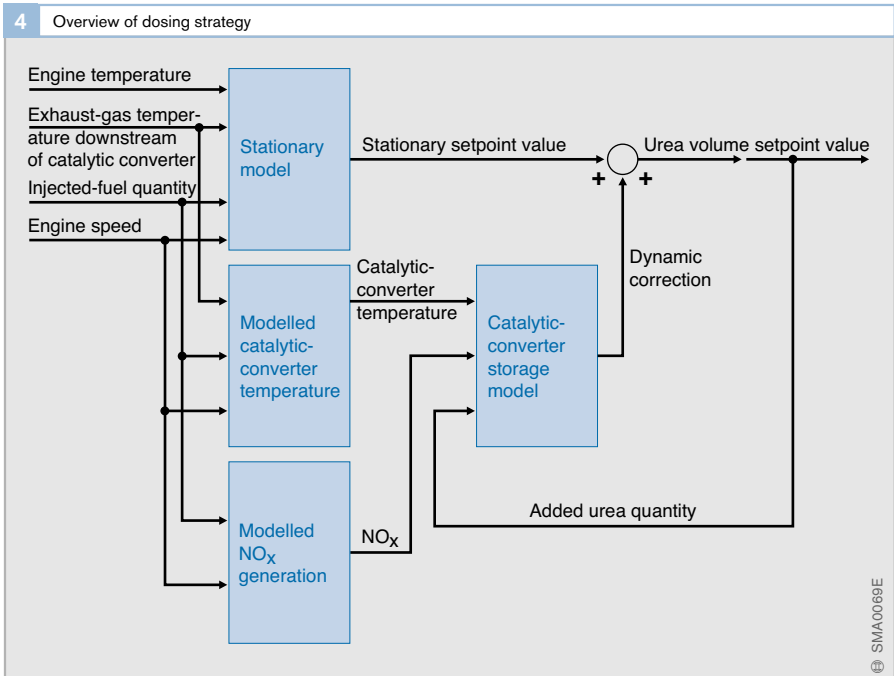 4 Overview of dosing strategy
Engine temperature
Exhaust-gas temper-
ature downstream
of catalytic converter
Injected-fuel quantity
Engine speed
Stationary
model
Stationary setpoint value
+ +
Urea volume setpoint value
Dynamic
correction
Modelled
catalytic-
converter
temperature
Catalytic-
converter
temperature
Catalytic-
converter
storage
model
Added urea quantity
Modelled
NOX
generation
NOX
SMA0069E